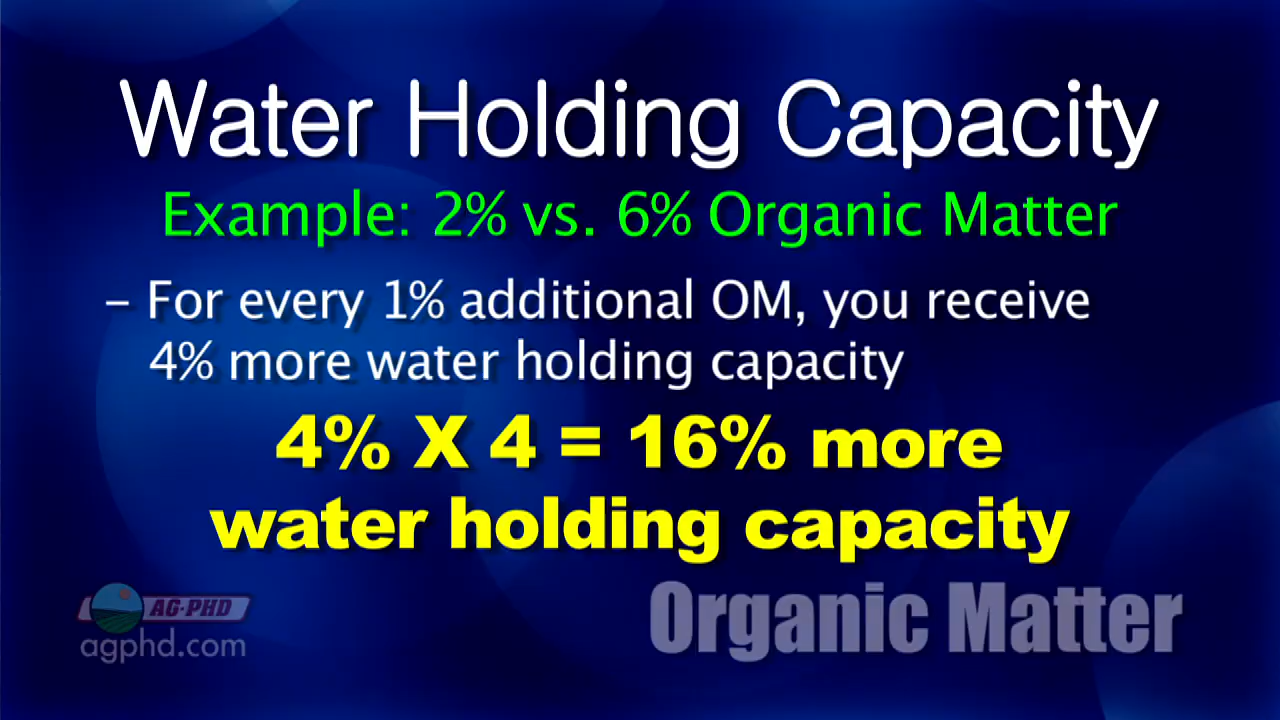 Water Holding Capacity
Example: 2% vs. 6% Organic Matter
– For every 1% additional OM, you receive
4% more water holding capacity
4% X 4 = 16% more
water holding capacity
AG·PHD
agphd.com
Organic Matter